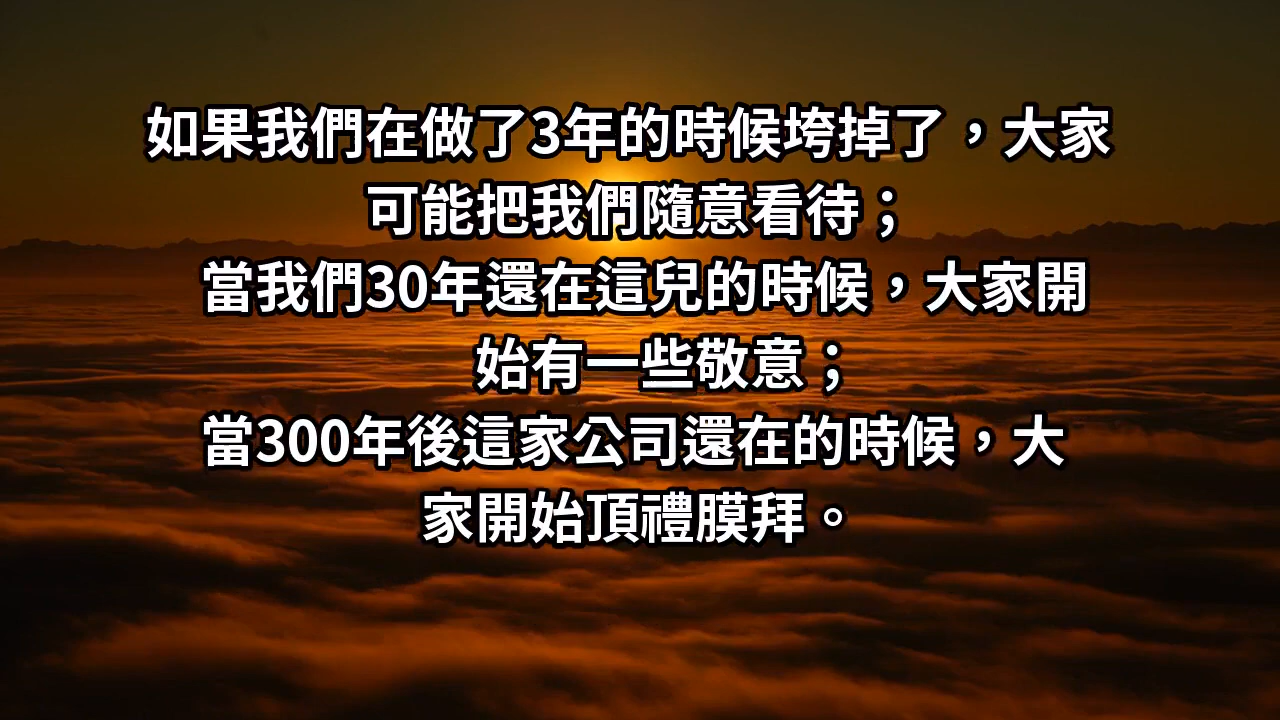 如果我們在做了3年的時候垮掉了，大家
可能把我們隨意看待；
當我們30年還在這兒的時候，大家開
始有一些敬意；
當300年後這家公司還在的時候，大
家開始頂禮膜拜。